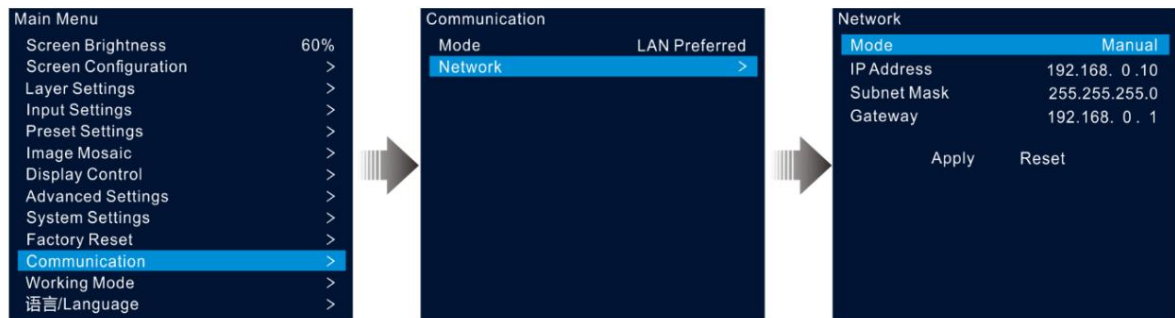 Main Menu
Screen Brightness 60%
Screen Configuration >
Layer Settings >
Input Settings >
Preset Settings >
Image Mosaic >
Display Control >
Advanced Settings >
System Settings >
Factory Reset >
Communication >
Working Mode >
语言/Language >
Communication
Mode LAN Preferred
Network >
Network
Mode Manual
IP Address 192.168. 0 .10
Subnet Mask 255.255.255.0
Gateway 192.168. 0 . 1
Apply Reset